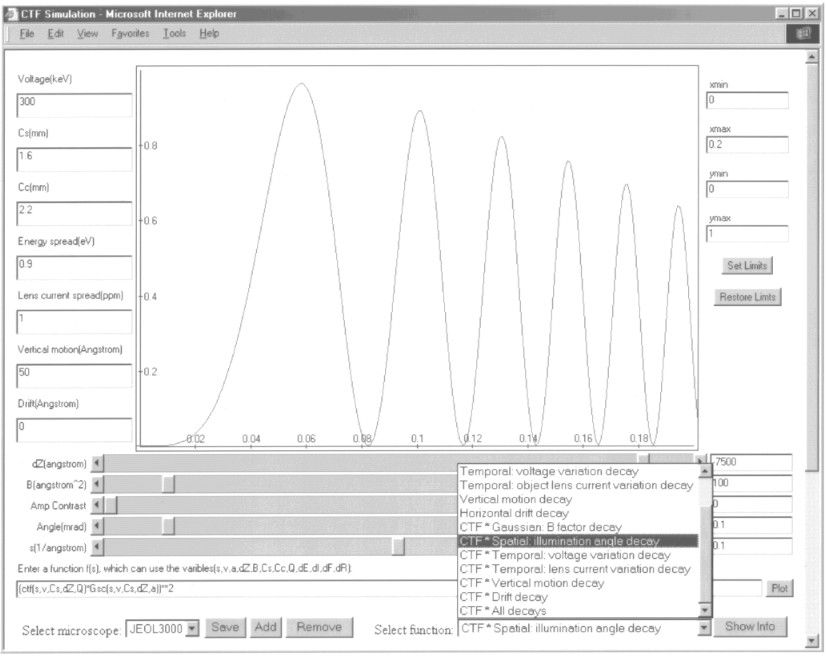 CTF Simulation - Microsoft Internet Explorer
File Edit View Favorites Tools Help
Voltage(keV)
300
Cs(mm)
1.6
Cc(mm)
2.2
Energy spread(eV)
0.9
Lens current spread(ppm)
1
Vertical motion(Angstrom)
50
Drift(Angstrom)
0
0.8
0.6
0.4
0.2
0.02 0.04 0.06 0.08 0.1 0.12 0.14 0.16 0.18
xmin
0
xmax
0.2
ymin
0
ymax
1
Set Limits
Restore Limts
dZ(angstrom) -7500
B(angstrom^2) 100
Amp Contrast 0
Angle(mrad) 0.1
s(1/angstrom) 0.1
Temporal: voltage variation decay
Temporal: object lens current variation decay
Vertical motion decay
Horizontal drift decay
CTF * Gaussian: B factor decay
CTF * Spatial: illumination angle decay
CTF * Temporal: voltage variation decay
CTF * Temporal: lens current variation decay
CTF * Vertical motion decay
CTF * Drift decay
CTF * All decays
Enter a function f(s), which can use the varibles(s,v,a,dZ,B,Cs,Cc,Q,dE,dI,dF,dR):
(ctf(s,v,Cs,dZ,Q)*Gsc(s,v,Cs,dZ,a))**2 Plot
Select microscope: JEOL3000 Save Add Remove Select function: CTF * Spatial: illumination angle decay Show Info